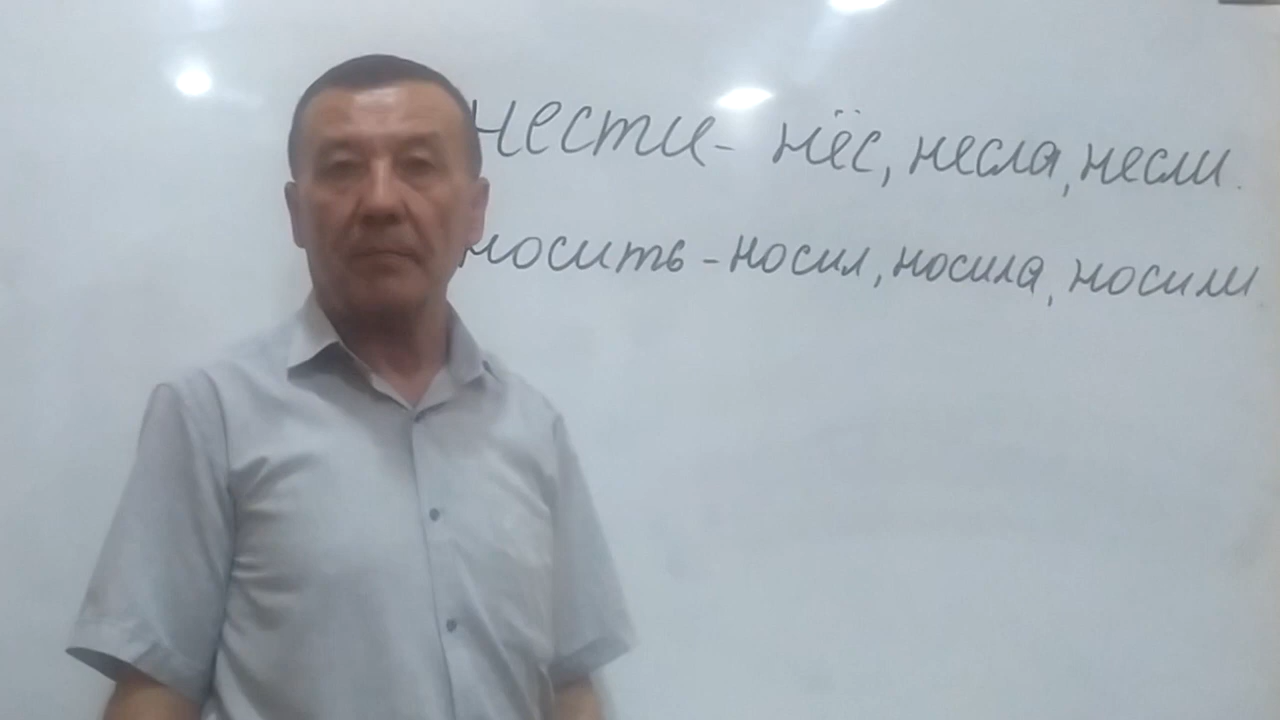 нести - нёс, несла, несли.
носить - носил, носила, носили